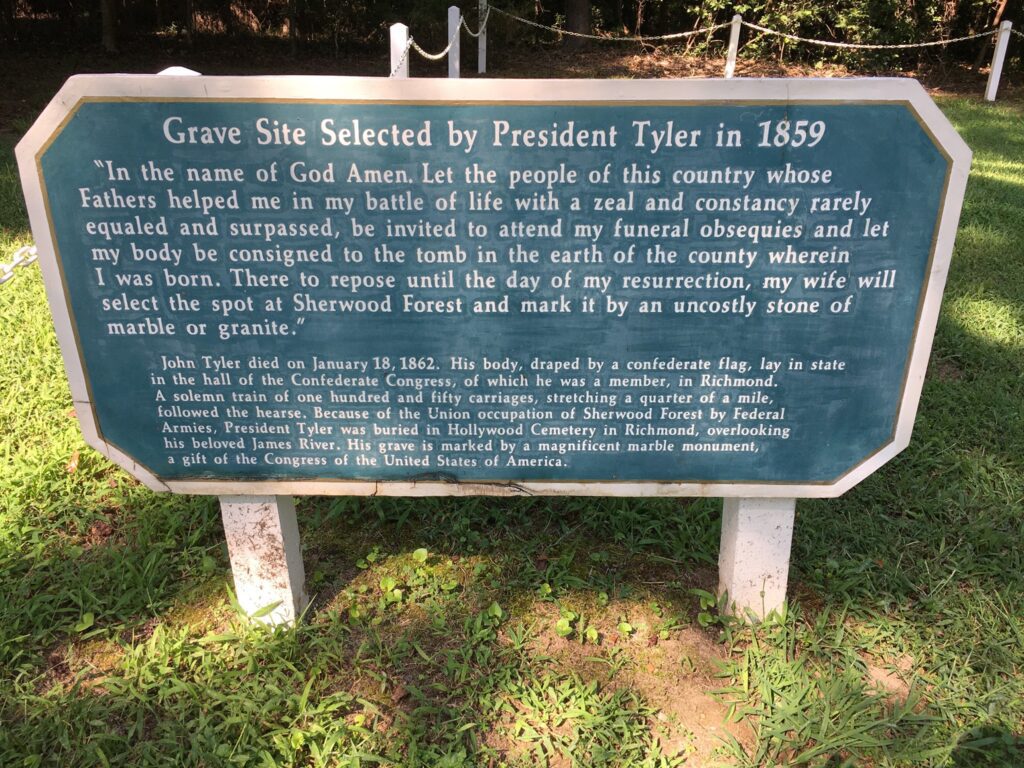 Grave Site Selected by President Tyler in 1859
"In the name of God Amen. Let the people of this country whose
Fathers helped me in my battle of life with a zeal and constancy rarely
equaled and surpassed, be invited to attend my funeral obsequies and let
my body be consigned to the tomb in the earth of the county wherein
I was born. There to repose until the day of my resurrection, my wife will
select the spot at Sherwood Forest and mark it by an uncostly stone of
marble or granite."
John Tyler died on January 18, 1862. His body, draped by a confederate flag, lay in state
in the hall of the Confederate Congress, of which he was a member, in Richmond.
A solemn train of one hundred and fifty carriages, stretching a quarter of a mile,
followed the hearse. Because of the Union occupation of Sherwood Forest by Federal
Armies, President Tyler was buried in Hollywood Cemetery in Richmond, overlooking
his beloved James River. His grave is marked by a magnificent marble monument,
a gift of the Congress of the United States of America.